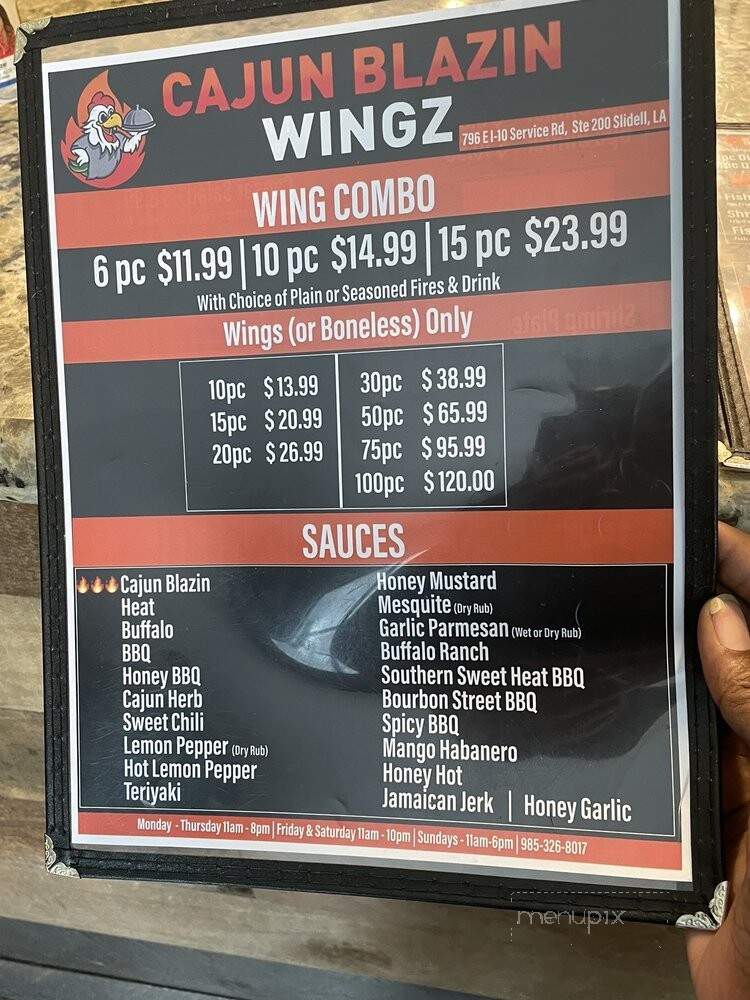 CAJUN BLAZIN
WINGZ
796 E I-10 Service Rd, Ste 200 Slidell, LA
WING COMBO
6 pc $11.99 | 10 pc $14.99 | 15 pc $23.99
With Choice of Plain or Seasoned Fires & Drink
Wings (or Boneless) Only
10pc $13.99
15pc $20.99
20pc $26.99
30pc $38.99
50pc $65.99
75pc $95.99
100pc $120.00
SAUCES
Cajun Blazin
Heat
Buffalo
BBQ
Honey BBQ
Cajun Herb
Sweet Chili
Lemon Pepper (Dry Rub)
Hot Lemon Pepper
Teriyaki
Honey Mustard
Mesquite (Dry Rub)
Garlic Parmesan (Wet or Dry Rub)
Buffalo Ranch
Southern Sweet Heat BBQ
Bourbon Street BBQ
Spicy BBQ
Mango Habanero
Honey Hot
Jamaican Jerk | Honey Garlic
Monday - Thursday 11am - 8pm | Friday & Saturday 11am - 10pm | Sundays - 11am-6pm | 985-326-8017
menupix